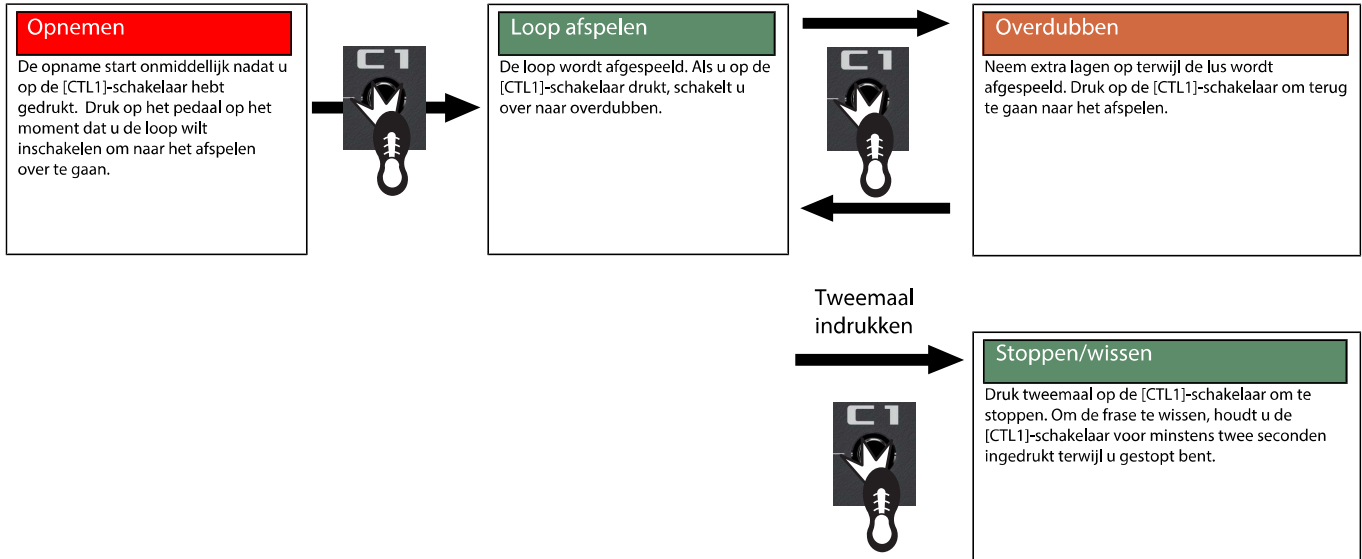 Opnemen
De opname start onmiddellijk nadat u
op de [CTL1]-schakelaar hebt
gedrukt. Druk op het pedaal op het
moment dat u de loop wilt
inschakelen om naar het afspelen
over te gaan.
C1
Loop afspelen
De loop wordt afgespeeld. Als u op de
[CTL1]-schakelaar drukt, schakelt u
over naar overdubben.
C1
Overdubben
Neem extra lagen op terwijl de lus wordt
afgespeeld. Druk op de [CTL1]-schakelaar om terug
te gaan naar het afspelen.
Tweemaal
indrukken
C1
Stoppen/wissen
Druk tweemaal op de [CTL1]-schakelaar om te
stoppen. Om de frase te wissen, houdt u de
[CTL1]-schakelaar voor minstens twee seconden
ingedrukt terwijl u gestopt bent.